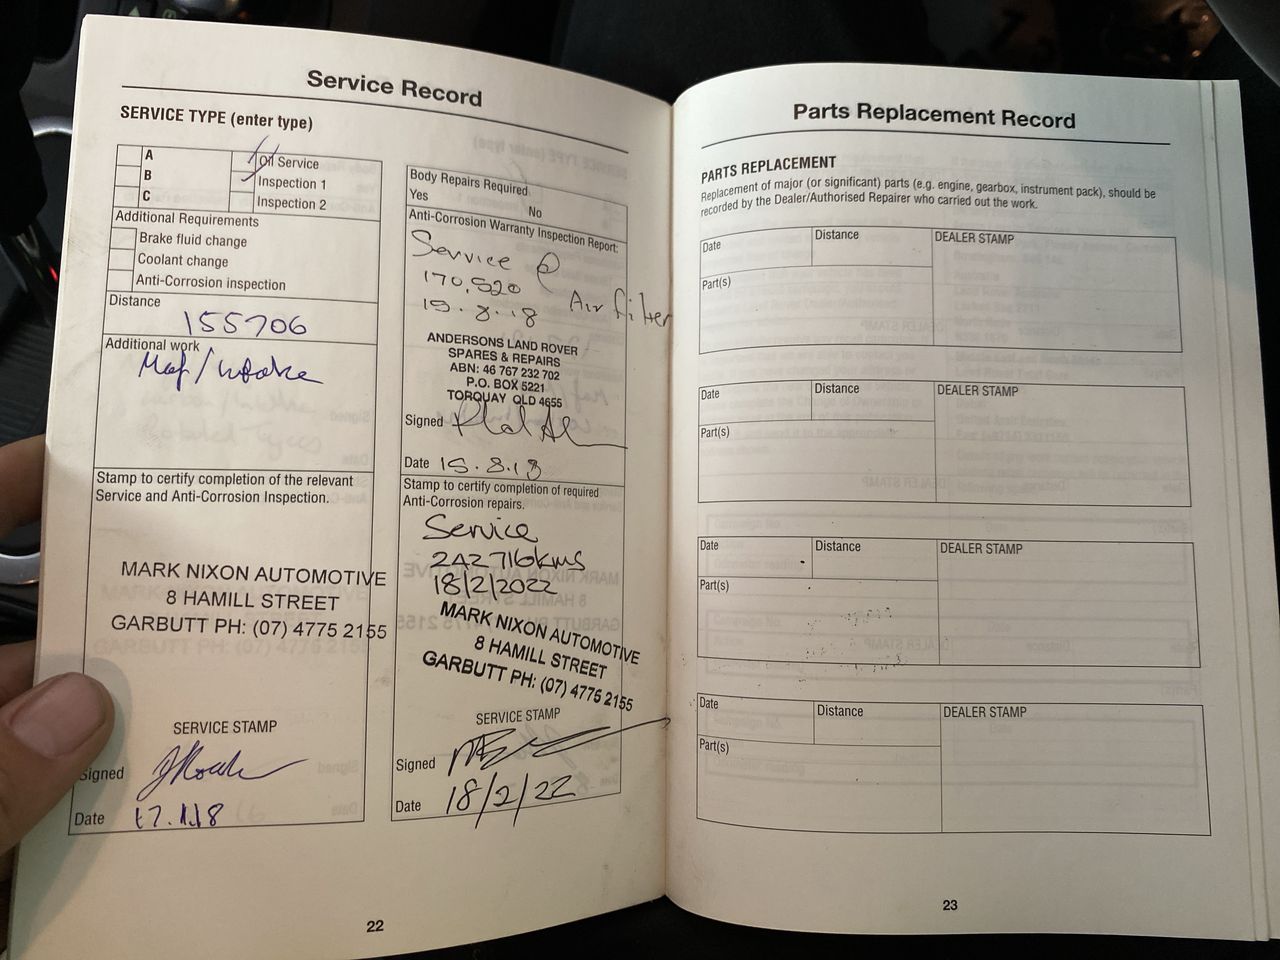 Service Record
SERVICE TYPE (enter type)
A
B
C
Oil Service
Inspection 1
Inspection 2
Additional Requirements
Brake fluid change
Coolant change
Anti-Corrosion inspection
Distance
155706
Additional work
Maf/Intake
Stamp to certify completion of the relevant
Service and Anti-Corrosion Inspection.
MARK NIXON AUTOMOTIVE
8 HAMILL STREET
GARBUTT PH: (07) 4775 2155
SERVICE STAMP
Signed
Date 17.1.18
Body Repairs Required
Yes
No
Anti-Corrosion Warranty Inspection Report:
Service @
170,520
15.8.18
Air filter
ANDERSONS LAND ROVER
SPARES & REPAIRS
ABN: 46 767 232 702
P.O. BOX 5221
TORQUAY QLD 4655
Signed
Date 15.8.18
Stamp to certify completion of required
Anti-Corrosion repairs.
Service
242716kms
18/2/2022
MARK NIXON AUTOMOTIVE
8 HAMILL STREET
GARBUTT PH: (07) 4775 2155
SERVICE STAMP
Signed
Date 18/2/22
22
Parts Replacement Record
PARTS REPLACEMENT
Replacement of major (or significant) parts (e.g. engine, gearbox, instrument pack), should be
recorded by the Dealer/Authorised Repairer who carried out the work.
Date
Distance
DEALER STAMP
Part(s)
Date
Distance
DEALER STAMP
Part(s)
Date
Distance
DEALER STAMP
Part(s)
Date
Distance
DEALER STAMP
Part(s)
23